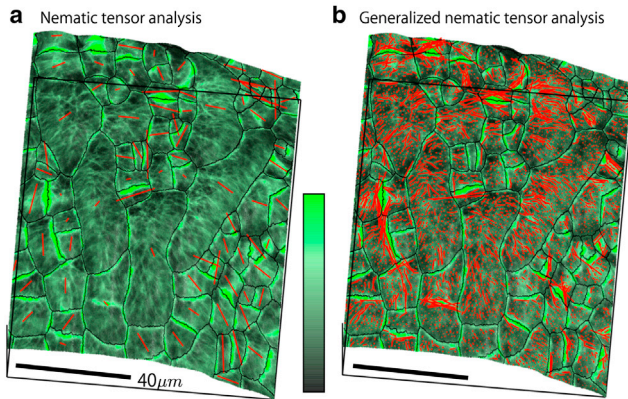 a Nematic tensor analysis
b Generalized nematic tensor analysis
40μm